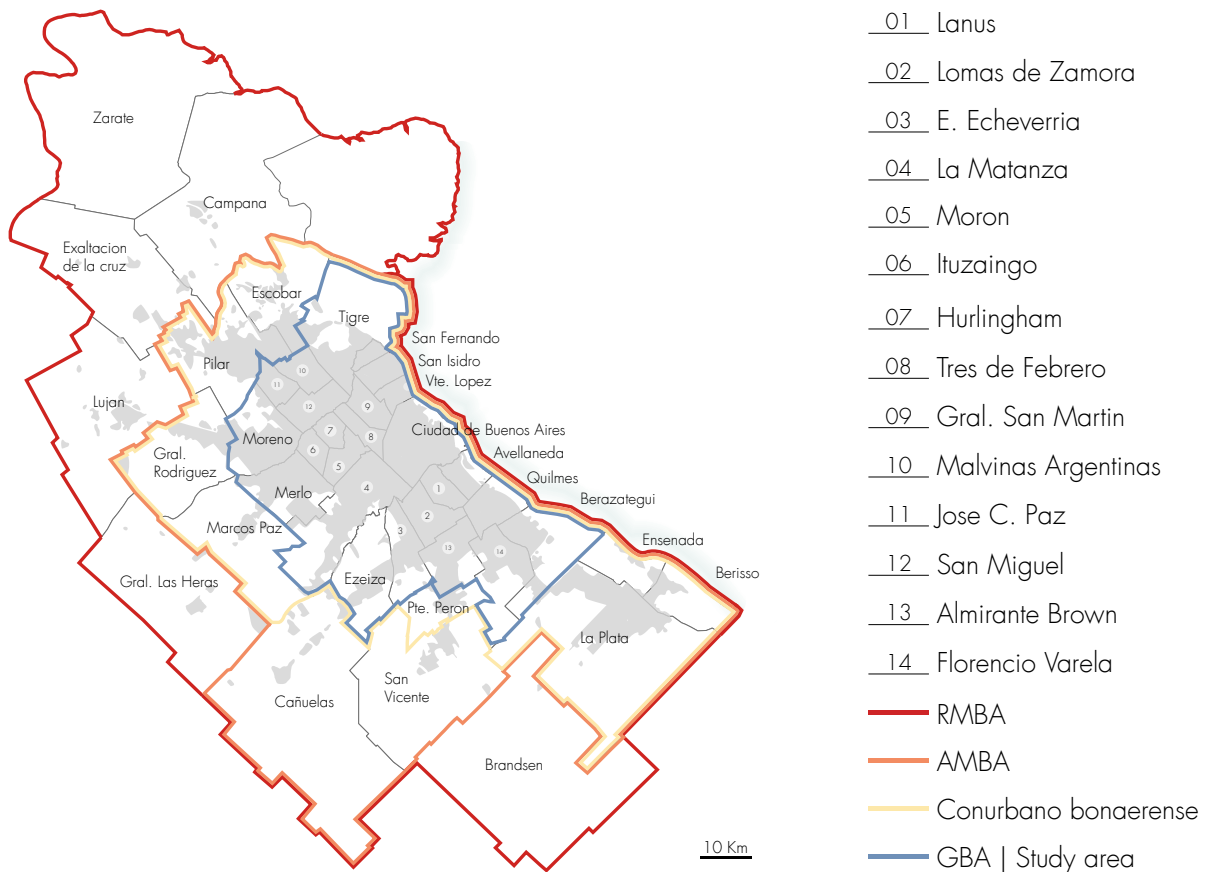 Zarate
Campana
Exaltacion
de la cruz
Escobar
Tigre
San Fernando
San Isidro
Vte. Lopez
Pilar
Lujan
Ciudad de Buenos Aires
Moreno
Avellaneda
Gral.
Rodriguez
Quilmes
Merlo
Berazategui
Marcos Paz
Ensenada
Gral. Las Heras
Ezeiza
Berisso
Pte. Peron
La Plata
San
Vicente
Cañuelas
Brandsen
10
11
12
9
7
8
6
5
4
1
2
3
13
14
10 Km
01 Lanus
02 Lomas de Zamora
03 E. Echeverria
04 La Matanza
05 Moron
06 Ituzaingo
07 Hurlingham
08 Tres de Febrero
09 Gral. San Martin
10 Malvinas Argentinas
11 Jose C. Paz
12 San Miguel
13 Almirante Brown
14 Florencio Varela
RMBA
AMBA
Conurbano bonaerense
GBA | Study area